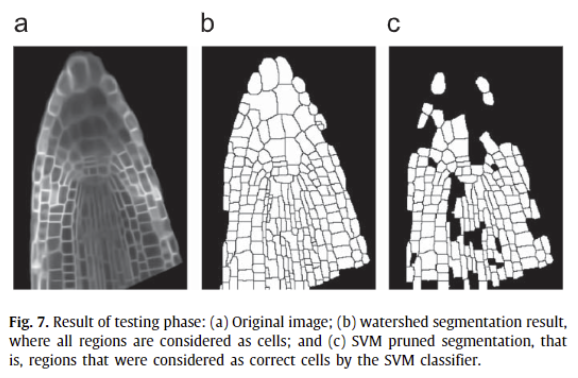 a
b
c
Fig. 7. Result of testing phase: (a) Original image; (b) watershed segmentation result,
where all regions are considered as cells; and (c) SVM pruned segmentation, that
is, regions that were considered as correct cells by the SVM classifier.